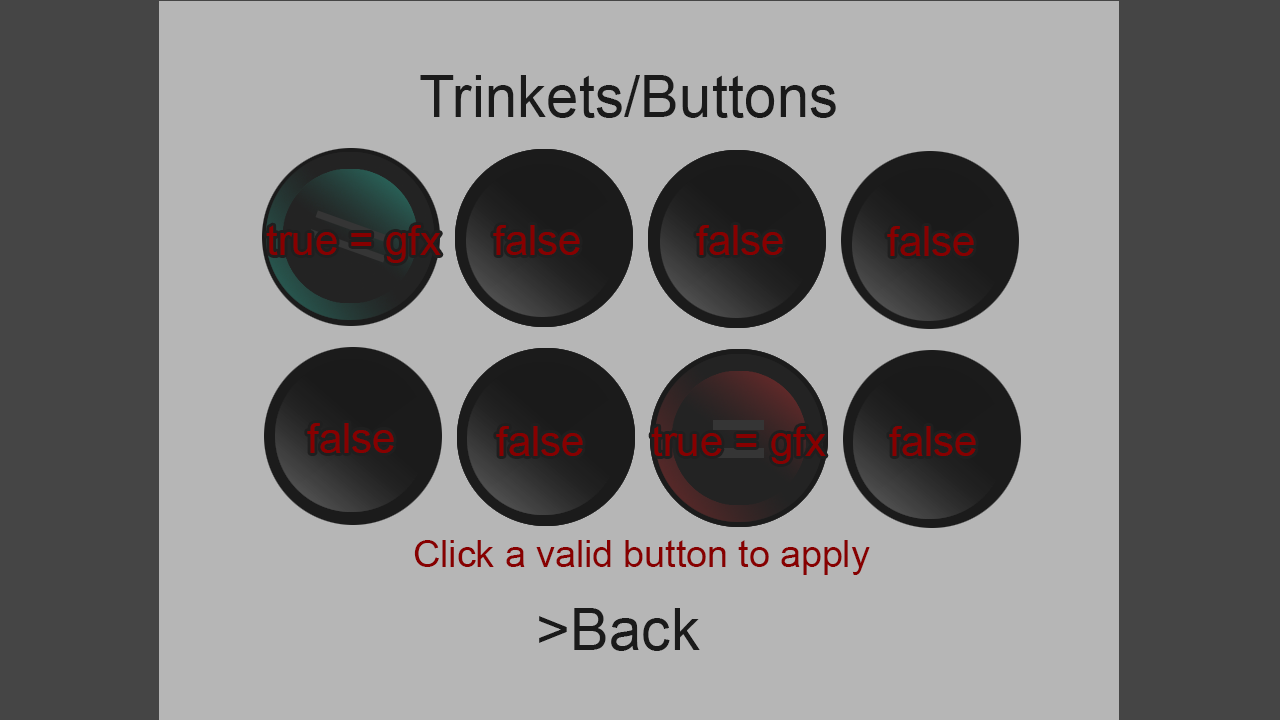 Trinkets/Buttons
true = gfx false false false
false false true = gfx false
Click a valid button to apply
>Back